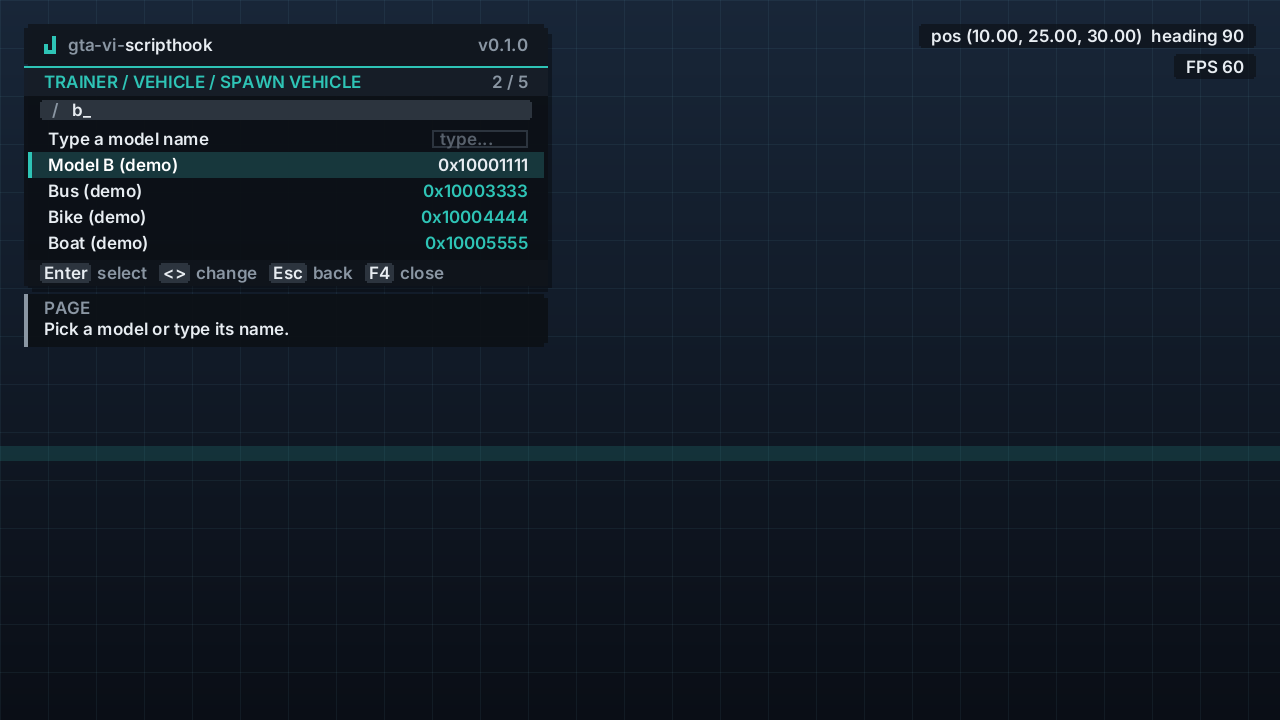 gta-vi-scripthook v0.1.0
TRAINER / VEHICLE / SPAWN VEHICLE 2 / 5
/ b_
Type a model name type...
Model B (demo) 0x10001111
Bus (demo) 0x10003333
Bike (demo) 0x10004444
Boat (demo) 0x10005555
Enter select <> change Esc back F4 close
PAGE
Pick a model or type its name.
pos (10.00, 25.00, 30.00) heading 90
FPS 60